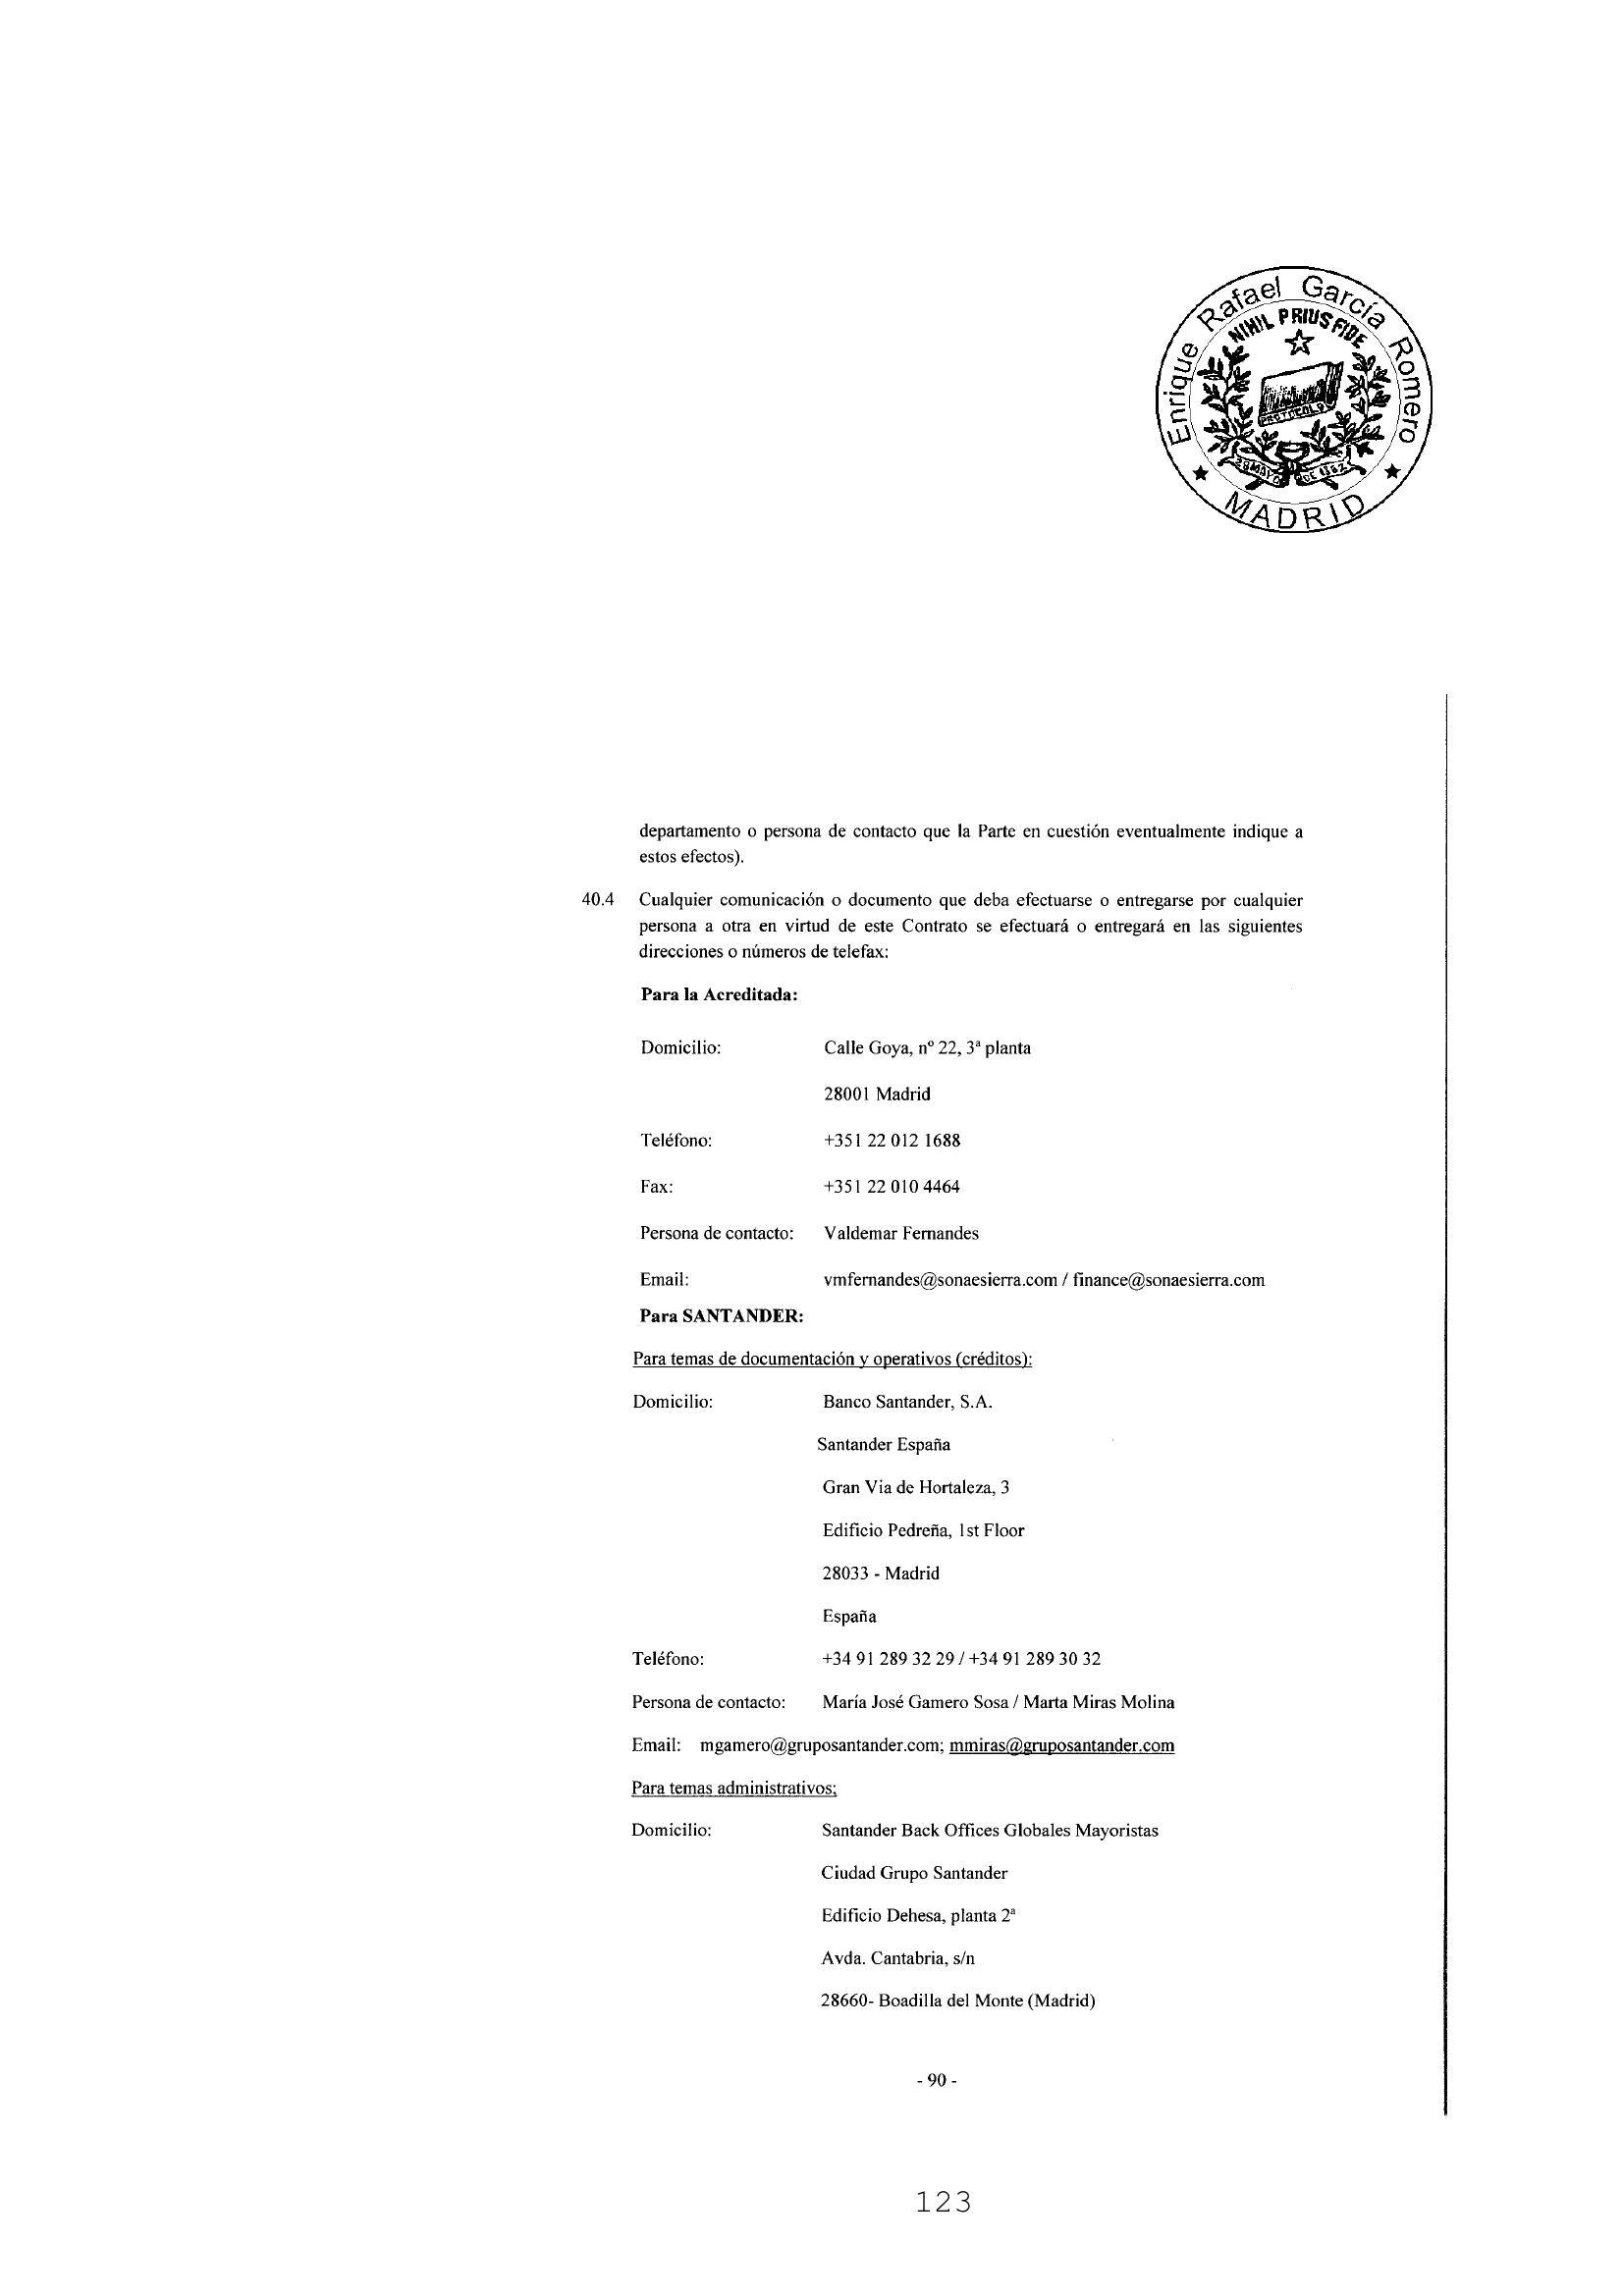 Enrique Rafael García Romero
NIHIL PRIUS FIDE
PROTOCOLO
28 MAYO DE 1862
★ MADRID ★
departamento o persona de contacto que la Parte en cuestión eventualmente indique a
estos efectos).
40.4 Cualquier comunicación o documento que deba efectuarse o entregarse por cualquier
persona a otra en virtud de este Contrato se efectuará o entregará en las siguientes
direcciones o números de telefax:
Para la Acreditada:
Domicilio: Calle Goya, nº 22, 3ª planta
28001 Madrid
Teléfono: +351 22 012 1688
Fax: +351 22 010 4464
Persona de contacto: Valdemar Fernandes
Email: vmfernandes@sonaesierra.com / finance@sonaesierra.com
Para SANTANDER:
Para temas de documentación y operativos (créditos):
Domicilio: Banco Santander, S.A.
Santander España
Gran Via de Hortaleza, 3
Edificio Pedreña, 1st Floor
28033 - Madrid
España
Teléfono: +34 91 289 32 29 / +34 91 289 30 32
Persona de contacto: María José Gamero Sosa / Marta Miras Molina
Email: mgamero@gruposantander.com; mmiras@gruposantander.com
Para temas administrativos;
Domicilio: Santander Back Offices Globales Mayoristas
Ciudad Grupo Santander
Edificio Dehesa, planta 2ª
Avda. Cantabria, s/n
28660- Boadilla del Monte (Madrid)
- 90 -
123